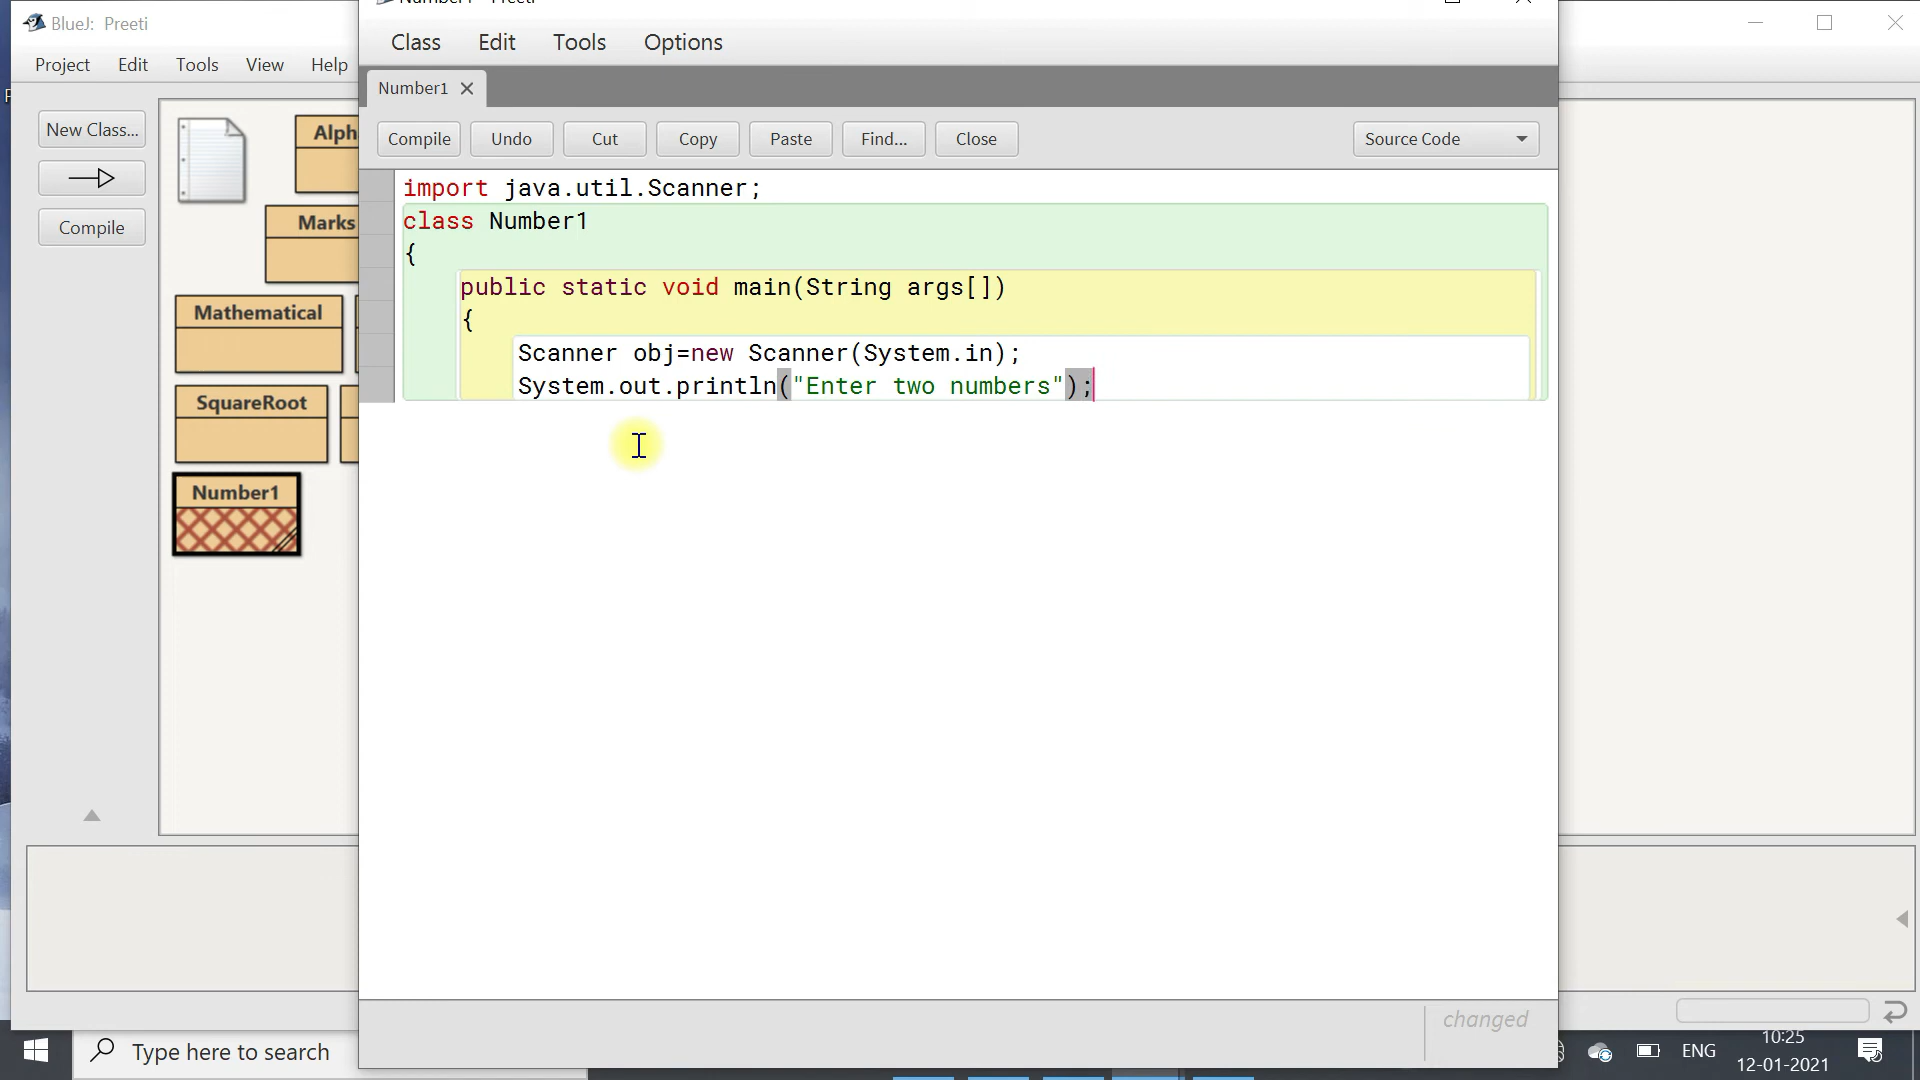 BlueJ: Preeti
Project Edit Tools View Help
New Class...
Compile
Alph
Marks
Mathematical
SquareRoot
Number1
Class Edit Tools Options
Number1
Compile Undo Cut Copy Paste Find... Close Source Code
import java.util.Scanner;
class Number1
{
public static void main(String args[])
{
Scanner obj=new Scanner(System.in);
System.out.println("Enter two numbers");
changed
Type here to search
ENG
10:25
12-01-2021